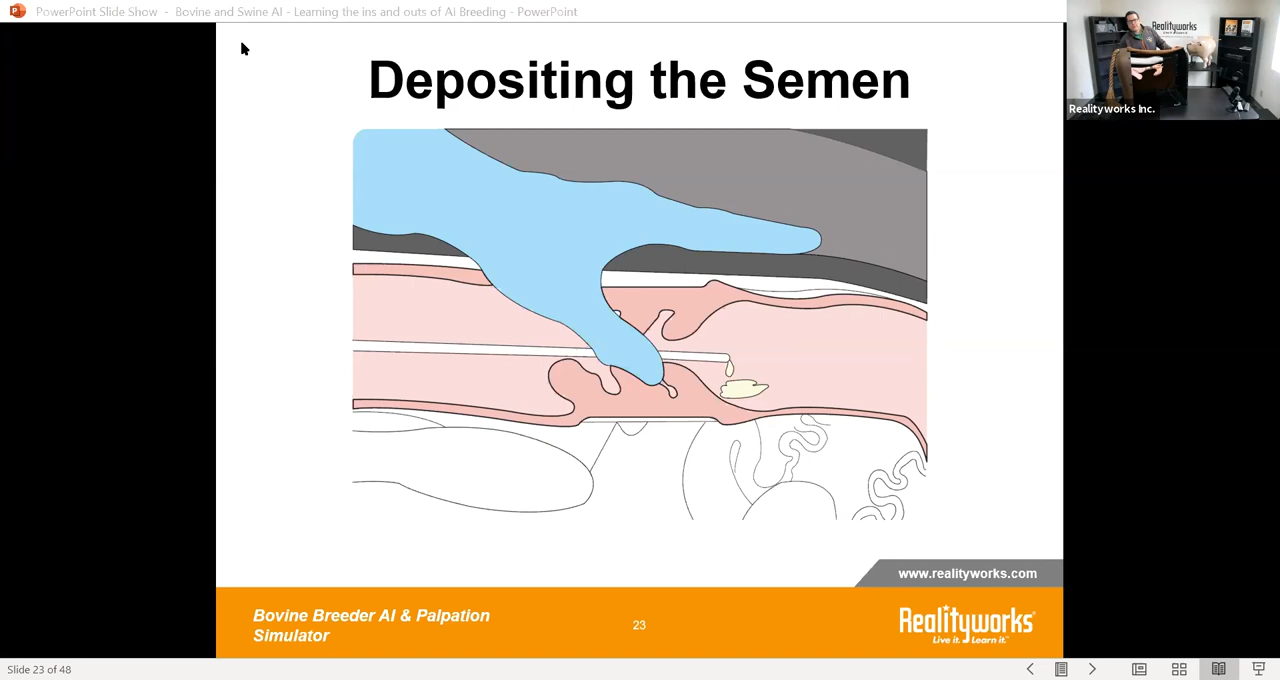 PowerPoint Slide Show - Bovine and Swine AI - Learning the ins and outs of AI Breeding - PowerPoint
Realityworks
Realityworks Inc.
Depositing the Semen
www.realityworks.com
Bovine Breeder AI & Palpation
Simulator
23
Realityworks
Live it. Learn it.
Slide 23 of 48